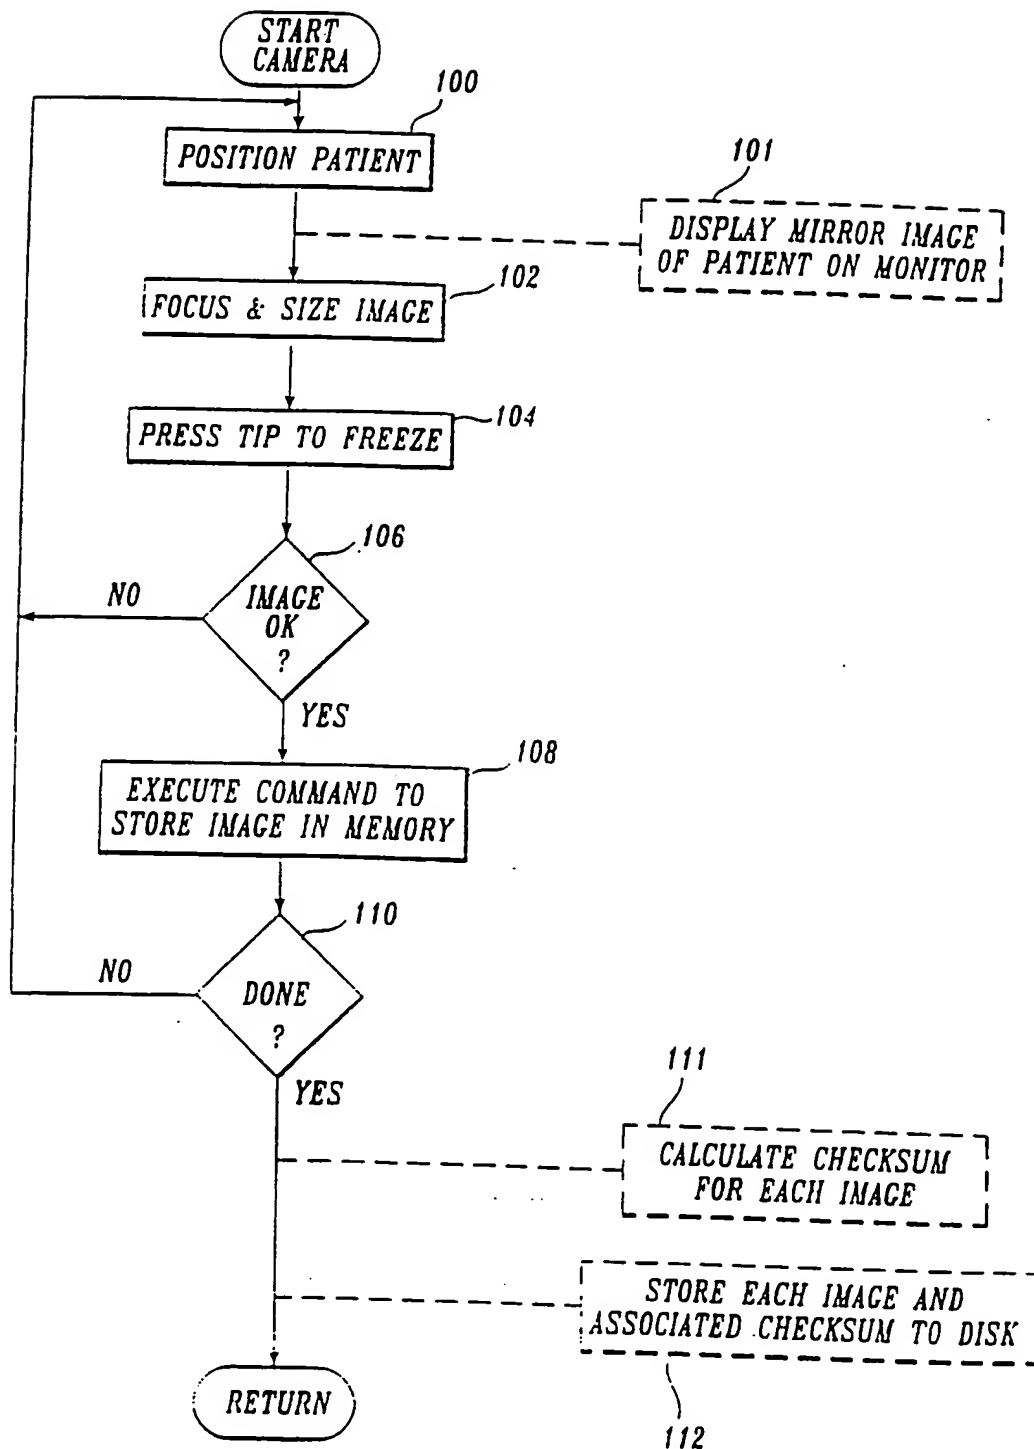 START
CAMERA
100
POSITION PATIENT
101
DISPLAY MIRROR IMAGE
OF PATIENT ON MONITOR
102
FOCUS & SIZE IMAGE
104
PRESS TIP TO FREEZE
106
NO
IMAGE
OK
?
YES
108
EXECUTE COMMAND TO
STORE IMAGE IN MEMORY
110
NO
DONE
?
YES
111
CALCULATE CHECKSUM
FOR EACH IMAGE
STORE EACH IMAGE AND
ASSOCIATED CHECKSUM TO DISK
112
RETURN